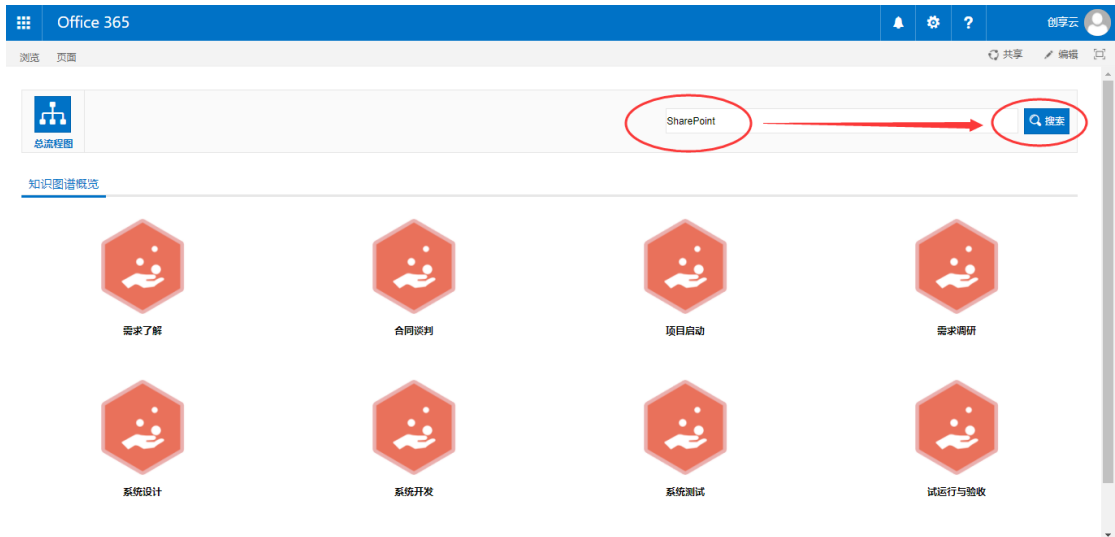 Office 365
?
创享云
浏览 页面
共享 编辑
总流程图
SharePoint
搜索
知识图谱概览
需求了解 合同谈判 项目启动 需求调研
系统设计 系统开发 系统测试 试运行与验收